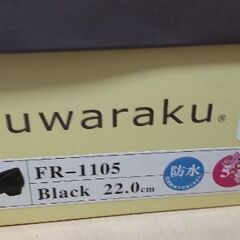 uwaraku®
FR-1105
Black 22.0cm
防水